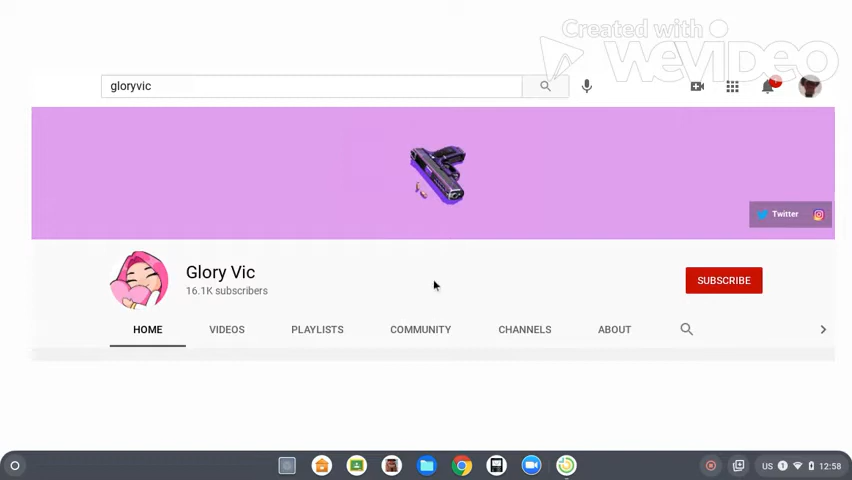 Created with
WeVideo
gloryvic
Twitter
Glory Vic
16.1K subscribers
SUBSCRIBE
HOME
VIDEOS
PLAYLISTS
COMMUNITY
CHANNELS
ABOUT
US
1
12:58